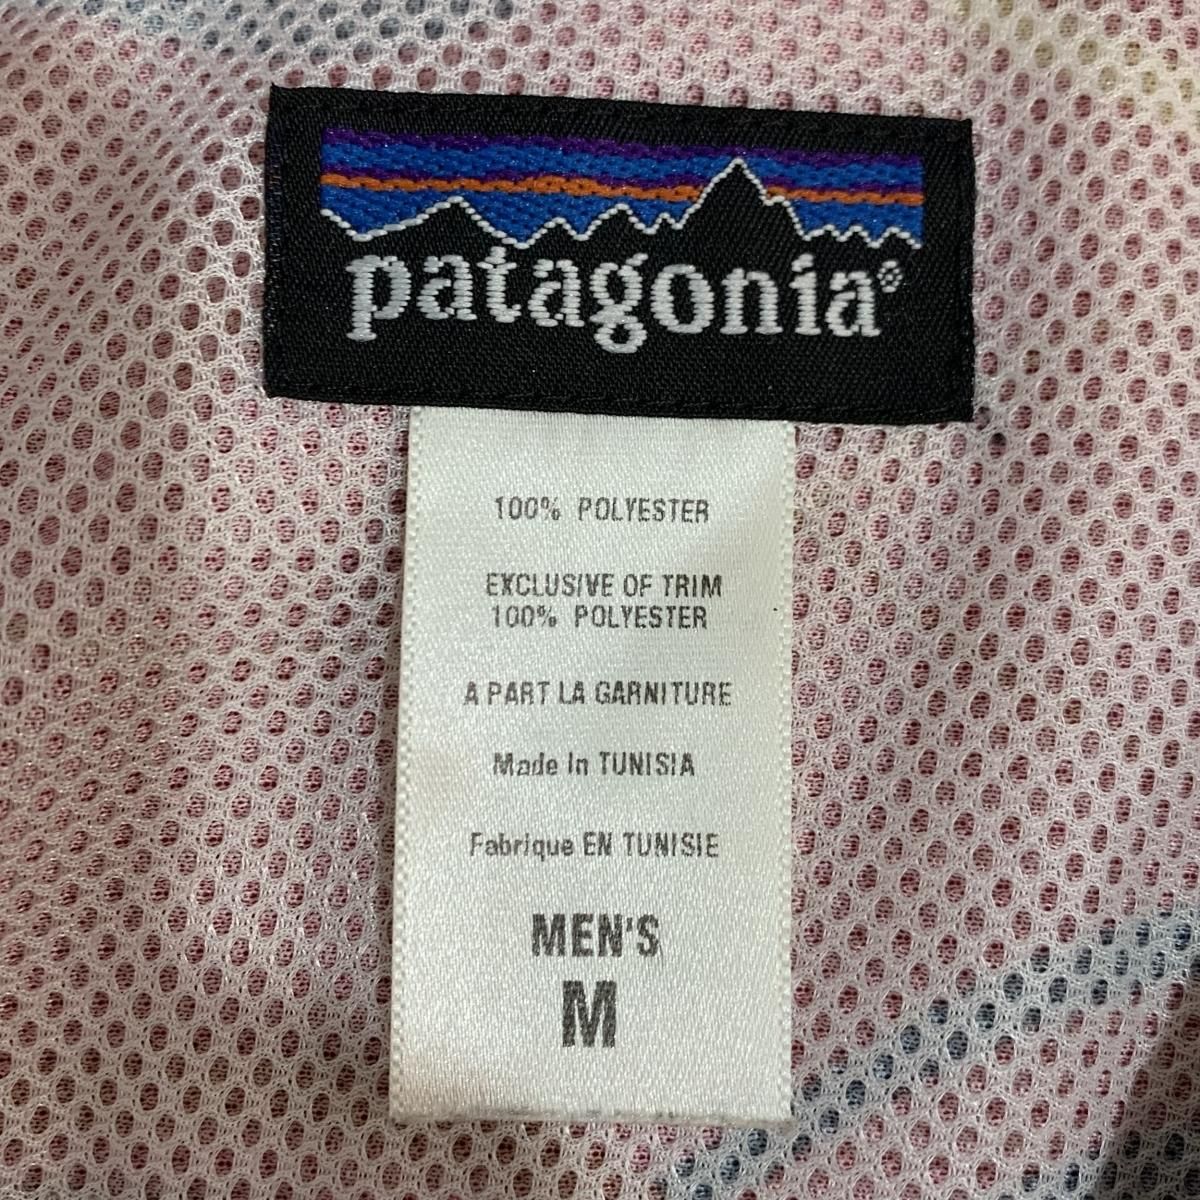 patagonia®
100% POLYESTER
EXCLUSIVE OF TRIM
100% POLYESTER
A PART LA GARNITURE
Made In TUNISIA
Fabrique EN TUNISIE
MEN'S
M